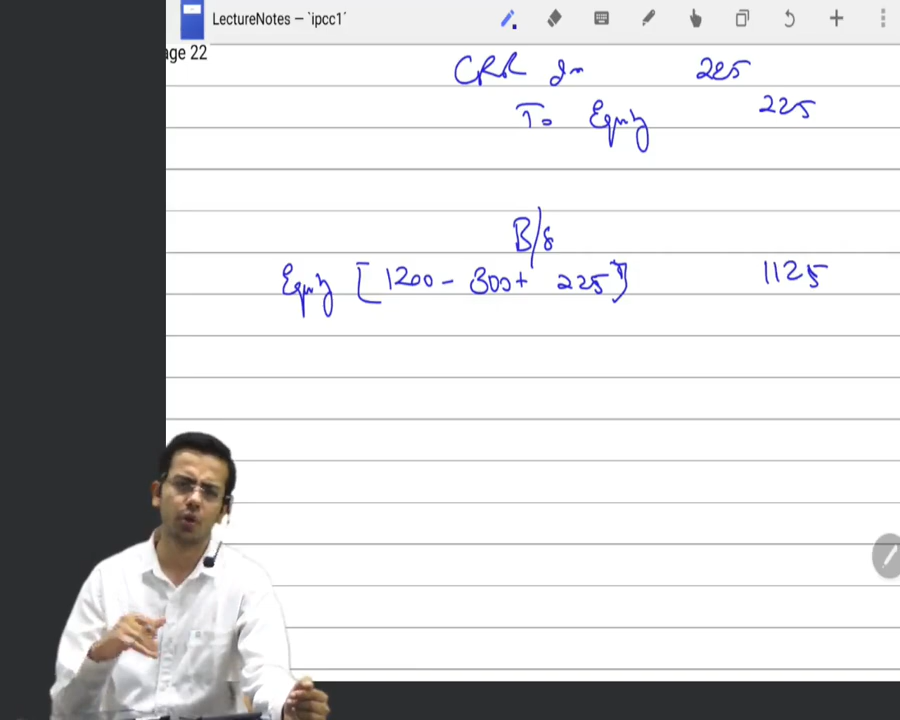 LectureNotes – `ipcc1´
age 22
CRR Dr 225
To Equity 225
B/S
Equity [1200 - 300 + 225] 1125